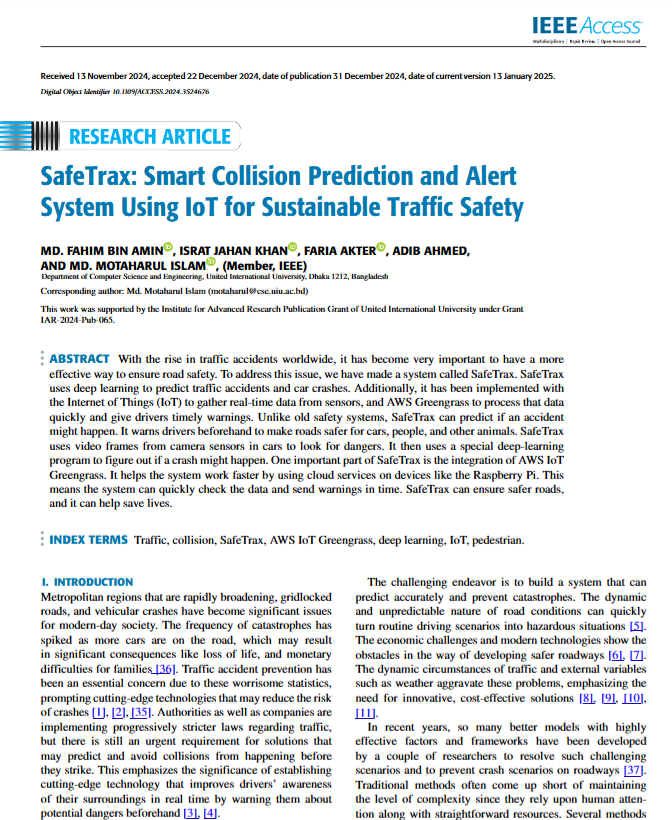 IEEE Access
Multidisciplinary | Rapid Review | Open Access Journal
Received 13 November 2024, accepted 22 December 2024, date of publication 31 December 2024, date of current version 13 January 2025.
Digital Object Identifier 10.1109/ACCESS.2024.3524676
RESEARCH ARTICLE
SafeTrax: Smart Collision Prediction and Alert
System Using IoT for Sustainable Traffic Safety
MD. FAHIM BIN AMIN, ISRAT JAHAN KHAN, FARIA AKTER, ADIB AHMED,
AND MD. MOTAHARUL ISLAM, (Member, IEEE)
Department of Computer Science and Engineering, United International University, Dhaka 1212, Bangladesh
Corresponding author: Md. Motaharul Islam (motaharul@cse.uiu.ac.bd)
This work was supported by the Institute for Advanced Research Publication Grant of United International University under Grant
IAR-2024-Pub-065.
ABSTRACT With the rise in traffic accidents worldwide, it has become very important to have a more
effective way to ensure road safety. To address this issue, we have made a system called SafeTrax. SafeTrax
uses deep learning to predict traffic accidents and car crashes. Additionally, it has been implemented with
the Internet of Things (IoT) to gather real-time data from sensors, and AWS Greengrass to process that data
quickly and give drivers timely warnings. Unlike old safety systems, SafeTrax can predict if an accident
might happen. It warns drivers beforehand to make roads safer for cars, people, and other animals. SafeTrax
uses video frames from camera sensors in cars to look for dangers. It then uses a special deep-learning
program to figure out if a crash might happen. One important part of SafeTrax is the integration of AWS IoT
Greengrass. It helps the system work faster by using cloud services on devices like the Raspberry Pi. This
means the system can quickly check the data and send warnings in time. SafeTrax can ensure safer roads,
and it can help save lives.
INDEX TERMS Traffic, collision, SafeTrax, AWS IoT Greengrass, deep learning, IoT, pedestrian.
I. INTRODUCTION
Metropolitan regions that are rapidly broadening, gridlocked
roads, and vehicular crashes have become significant issues
for modern-day society. The frequency of catastrophes has
spiked as more cars are on the road, which may result
in significant consequences like loss of life, and monetary
difficulties for families [36]. Traffic accident prevention has
been an essential concern due to these worrisome statistics,
prompting cutting-edge technologies that may reduce the risk
of crashes [1], [2], [35]. Authorities as well as companies are
implementing progressively stricter laws regarding traffic,
but there is still an urgent requirement for solutions that
may predict and avoid collisions from happening before
they strike. This emphasizes the significance of establishing
cutting-edge technology that improves drivers' awareness
of their surroundings in real time by warning them about
potential dangers beforehand [3], [4].
The challenging endeavor is to build a system that can
predict accurately and prevent catastrophes. The dynamic
and unpredictable nature of road conditions can quickly
turn routine driving scenarios into hazardous situations [5].
The economic challenges and modern technologies show the
obstacles in the way of developing safer roadways [6], [7].
The dynamic circumstances of traffic and external variables
such as weather aggravate these problems, emphasizing the
need for innovative, cost-effective solutions [8], [9], [10],
[11].
In recent years, so many better models with highly
effective factors and frameworks have been developed
by a couple of researchers to resolve such challenging
scenarios and to prevent crash scenarios on roadways [37].
Traditional methods often come up short of maintaining
the level of complexity since they rely upon human atten-
tion along with straightforward resources. Several methods